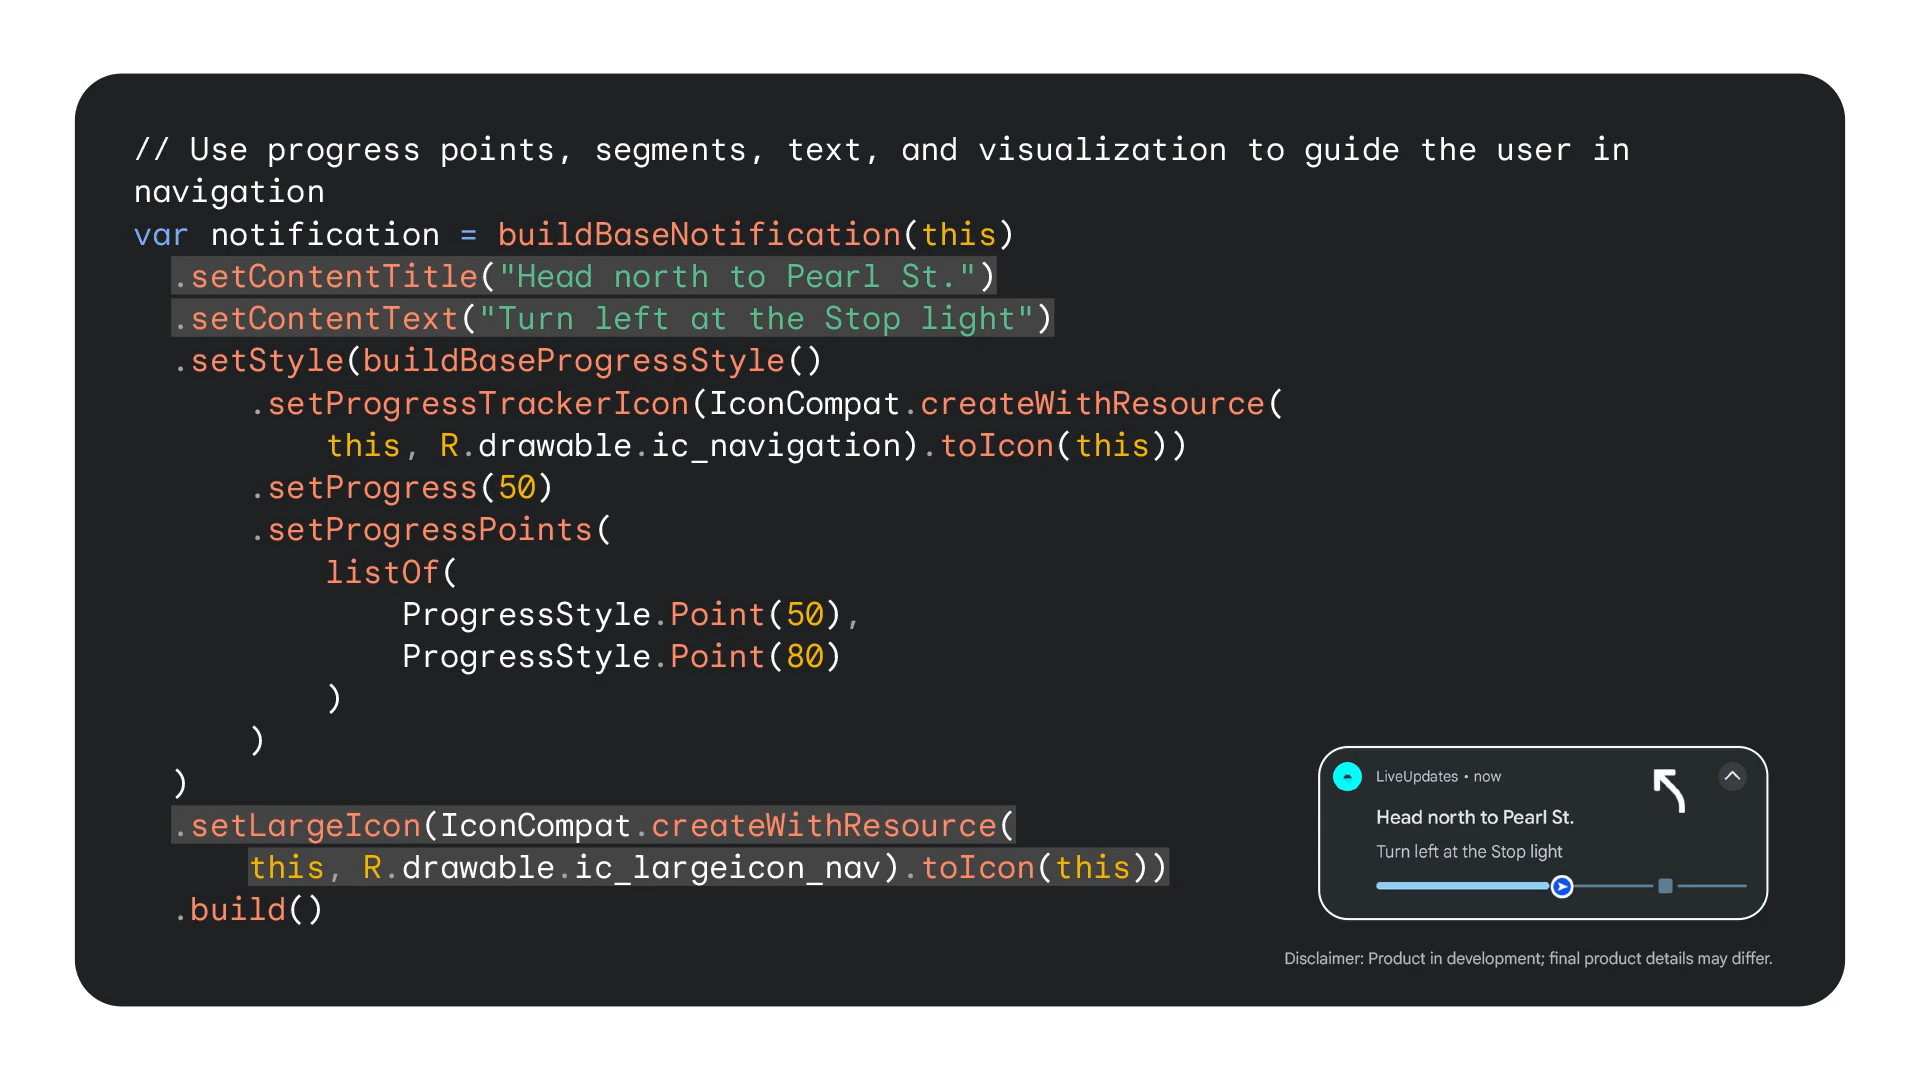 // Use progress points, segments, text, and visualization to guide the user in
navigation
var notification = buildBaseNotification(this)
  .setContentTitle("Head north to Pearl St.")
  .setContentText("Turn left at the Stop light")
  .setStyle(buildBaseProgressStyle()
      .setProgressTrackerIcon(IconCompat.createWithResource(
          this, R.drawable.ic_navigation).toIcon(this))
      .setProgress(50)
      .setProgressPoints(
          listOf(
              ProgressStyle.Point(50),
              ProgressStyle.Point(80)
          )
      )
  )
  .setLargeIcon(IconCompat.createWithResource(
      this, R.drawable.ic_largeicon_nav).toIcon(this))
  .build()
LiveUpdates • now
Head north to Pearl St.
Turn left at the Stop light
Disclaimer: Product in development; final product details may differ.